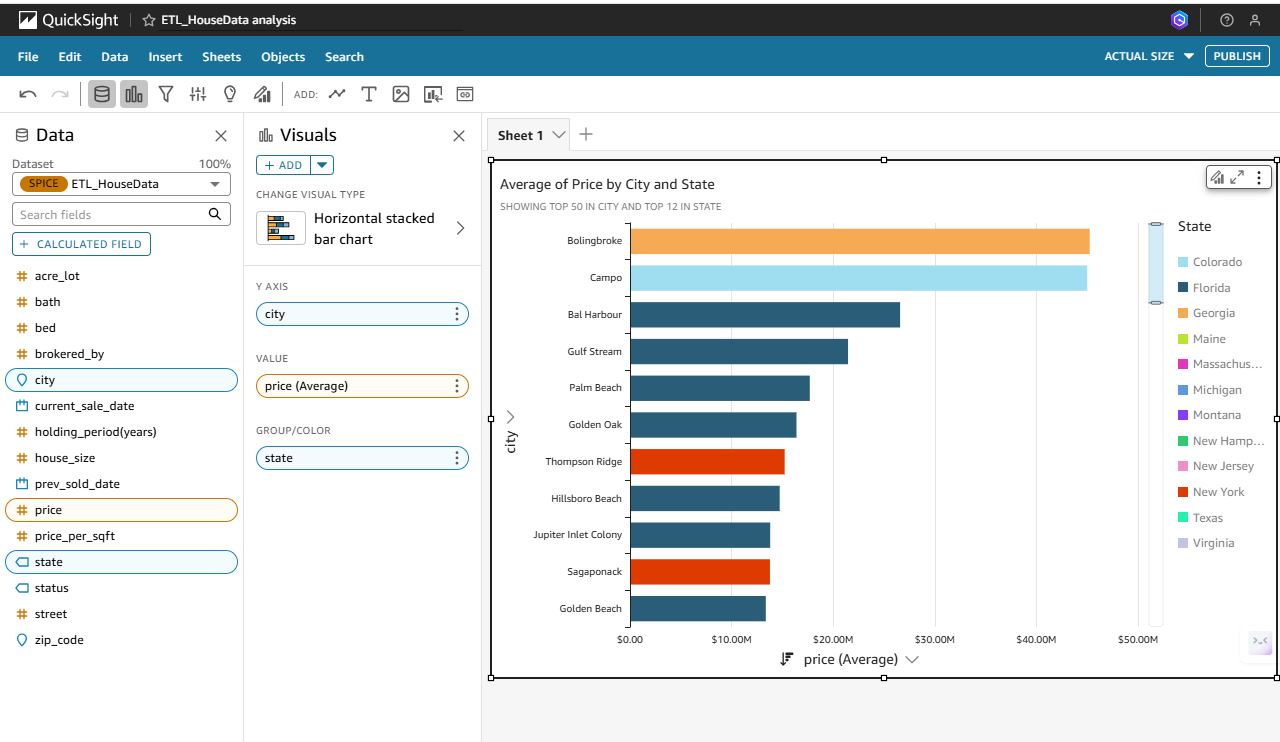 QuickSight
ETL_HouseData analysis
File Edit Data Insert Sheets Objects Search
ACTUAL SIZE
PUBLISH
ADD:
Data
Dataset 100%
SPICE ETL_HouseData
Search fields
+ CALCULATED FIELD
acre_lot
bath
bed
brokered_by
city
current_sale_date
holding_period(years)
house_size
prev_sold_date
price
price_per_sqft
state
status
street
zip_code
Visuals
+ ADD
CHANGE VISUAL TYPE
Horizontal stacked
bar chart
Y AXIS
city
VALUE
price (Average)
GROUP/COLOR
state
Sheet 1
Average of Price by City and State
SHOWING TOP 50 IN CITY AND TOP 12 IN STATE
city
Bolingbroke
Campo
Bal Harbour
Gulf Stream
Palm Beach
Golden Oak
Thompson Ridge
Hillsboro Beach
Jupiter Inlet Colony
Sagaponack
Golden Beach
$0.00 $10.00M $20.00M $30.00M $40.00M $50.00M
price (Average)
State
Colorado
Florida
Georgia
Maine
Massachus...
Michigan
Montana
New Hamp...
New Jersey
New York
Texas
Virginia